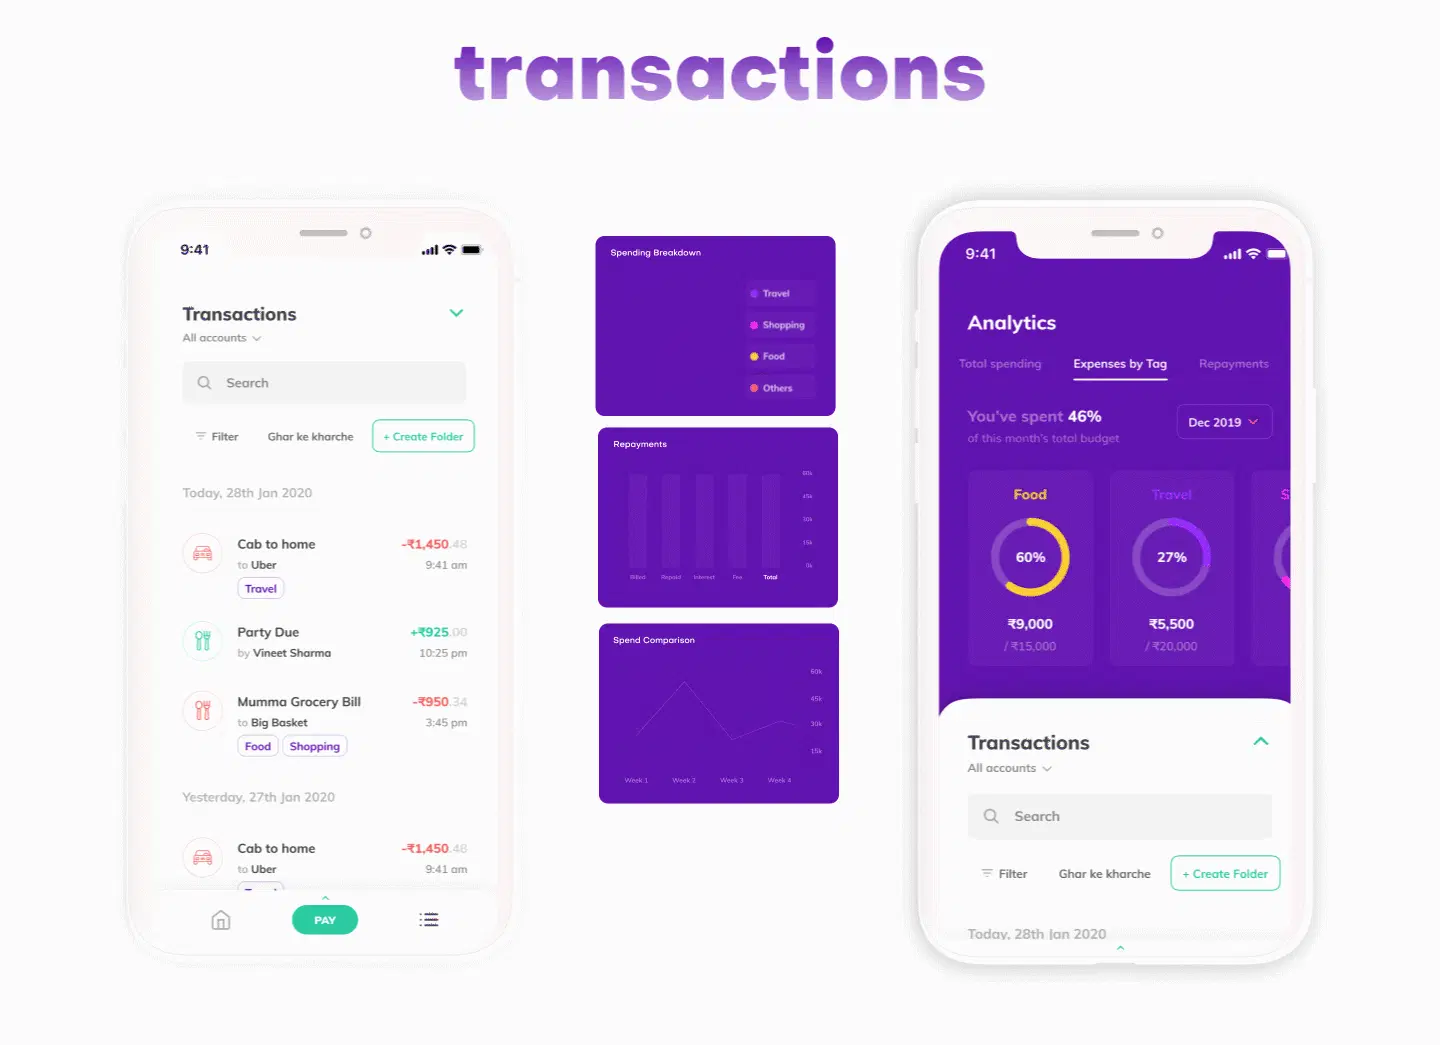 transactions
9:41
Transactions
All accounts
Search
Filter
Ghar ke kharche
+ Create Folder
Today, 28th Jan 2020
Cab to home
-₹1,450.48
to Uber
9:41 am
Travel
Party Due
+₹925.00
by Vineet Sharma
10:25 pm
Mumma Grocery Bill
-₹950.34
to Big Basket
3:45 pm
Food
Shopping
Yesterday, 27th Jan 2020
Cab to home
-₹1,450.48
to Uber
9:41 am
PAY
Spending Breakdown
Travel
Shopping
Food
Others
Repayments
60k
45k
30k
15k
0k
Billed
Repaid
Interest
Fee
Total
Spend Comparison
60k
45k
30k
15k
Week 1
Week 2
Week 3
Week 4
9:41
Analytics
Total spending
Expenses by Tag
Repayments
You've spent 46%
of this month's total budget
Dec 2019
Food
60%
₹9,000
/ ₹15,000
Travel
27%
₹5,500
/ ₹20,000
S
Transactions
All accounts
Search
Filter
Ghar ke kharche
+ Create Folder
Today, 28th Jan 2020